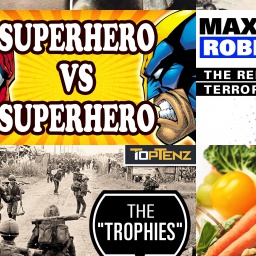 SUPERHERO
VS
SUPERHERO
MAX
ROB
THE RE
TERROR
TOPTENZ
THE
"TROPHIES"